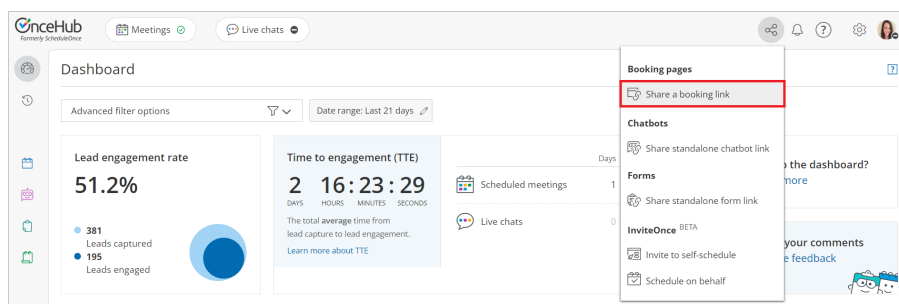 OnceHub
Formerly ScheduleOnce
Meetings
Live chats
?
Dashboard
?
Advanced filter options
Date range: Last 21 days
Lead engagement rate
51.2%
381
Leads captured
195
Leads engaged
Time to engagement (TTE)
2 16 : 23 : 29
DAYS HOURS MINUTES SECONDS
The total average time from
lead capture to lead engagement.
Learn more about TTE
Days
Scheduled meetings 1
Live chats 0
Booking pages
Share a booking link
Chatbots
Share standalone chatbot link
Forms
Share standalone form link
InviteOnce BETA
Invite to self-schedule
Schedule on behalf
the dashboard?
more
your comments
feedback